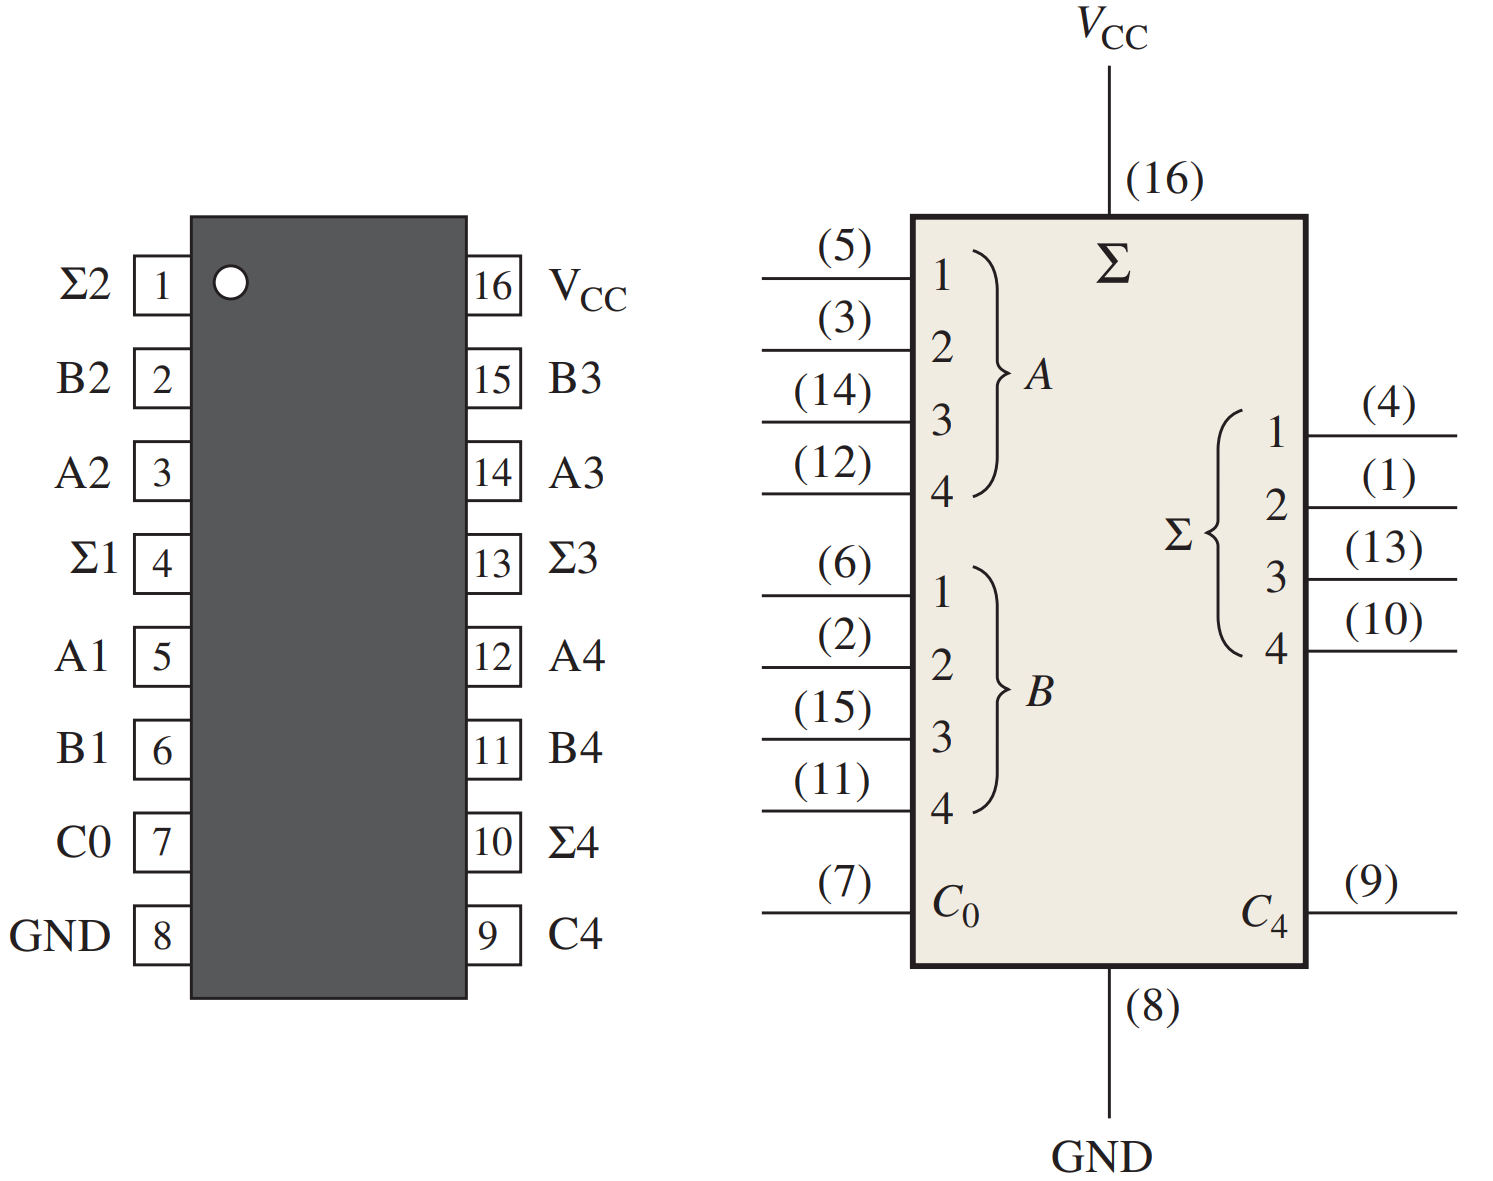 Σ2 1 16 VCC
B2 2 15 B3
A2 3 14 A3
Σ1 4 13 Σ3
A1 5 12 A4
B1 6 11 B4
C0 7 10 Σ4
GND 8 9 C4
VCC
(16)
Σ
(5) 1
(3) 2
A
(14) 3
(12) 4
(6) 1
(2) 2
B
(15) 3
(11) 4
(7) C0
1 (4)
2 (1)
Σ
3 (13)
4 (10)
C4 (9)
(8)
GND